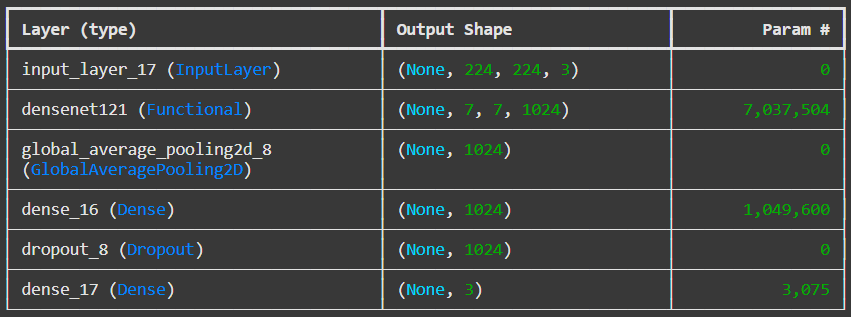 Layer (type) Output Shape Param #
input_layer_17 (InputLayer) (None, 224, 224, 3) 0
densenet121 (Functional) (None, 7, 7, 1024) 7,037,504
global_average_pooling2d_8 (None, 1024) 0
(GlobalAveragePooling2D)
dense_16 (Dense) (None, 1024) 1,049,600
dropout_8 (Dropout) (None, 1024) 0
dense_17 (Dense) (None, 3) 3,075